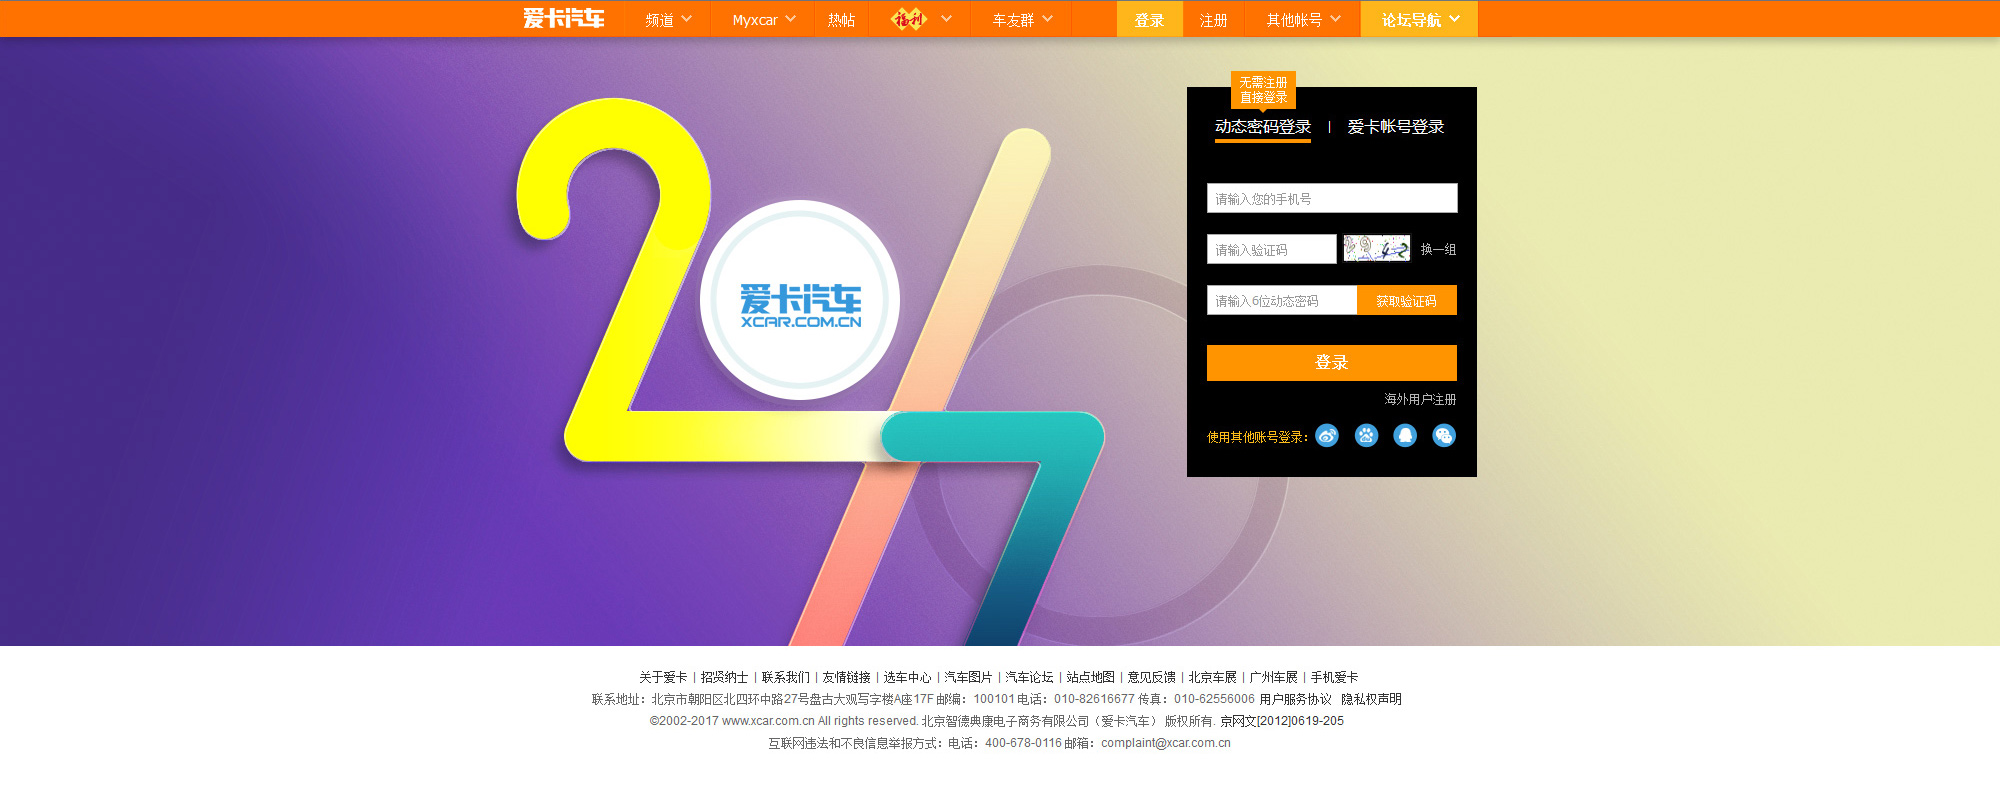 爱卡汽车 频道 Myxcar 热帖 福利 车友群 登录 注册 其他帐号 论坛导航
无需注册
直接登录
动态密码登录 | 爱卡帐号登录
请输入您的手机号
请输入验证码 换一组
请输入6位动态密码 获取验证码
登录
海外用户注册
使用其他账号登录：
2017
爱卡汽车
XCAR.COM.CN
关于爱卡 | 招贤纳士 | 联系我们 | 友情链接 | 选车中心 | 汽车图片 | 汽车论坛 | 站点地图 | 意见反馈 | 北京车展 | 广州车展 | 手机爱卡
联系地址：北京市朝阳区北四环中路27号盘古大观写字楼A座17F 邮编：100101 电话：010-82616677 传真：010-62556006 用户服务协议 隐私权声明
©2002-2017 www.xcar.com.cn All rights reserved. 北京智德典康电子商务有限公司（爱卡汽车） 版权所有. 京网文[2012]0619-205
互联网违法和不良信息举报方式：电话：400-678-0116 邮箱：complaint@xcar.com.cn